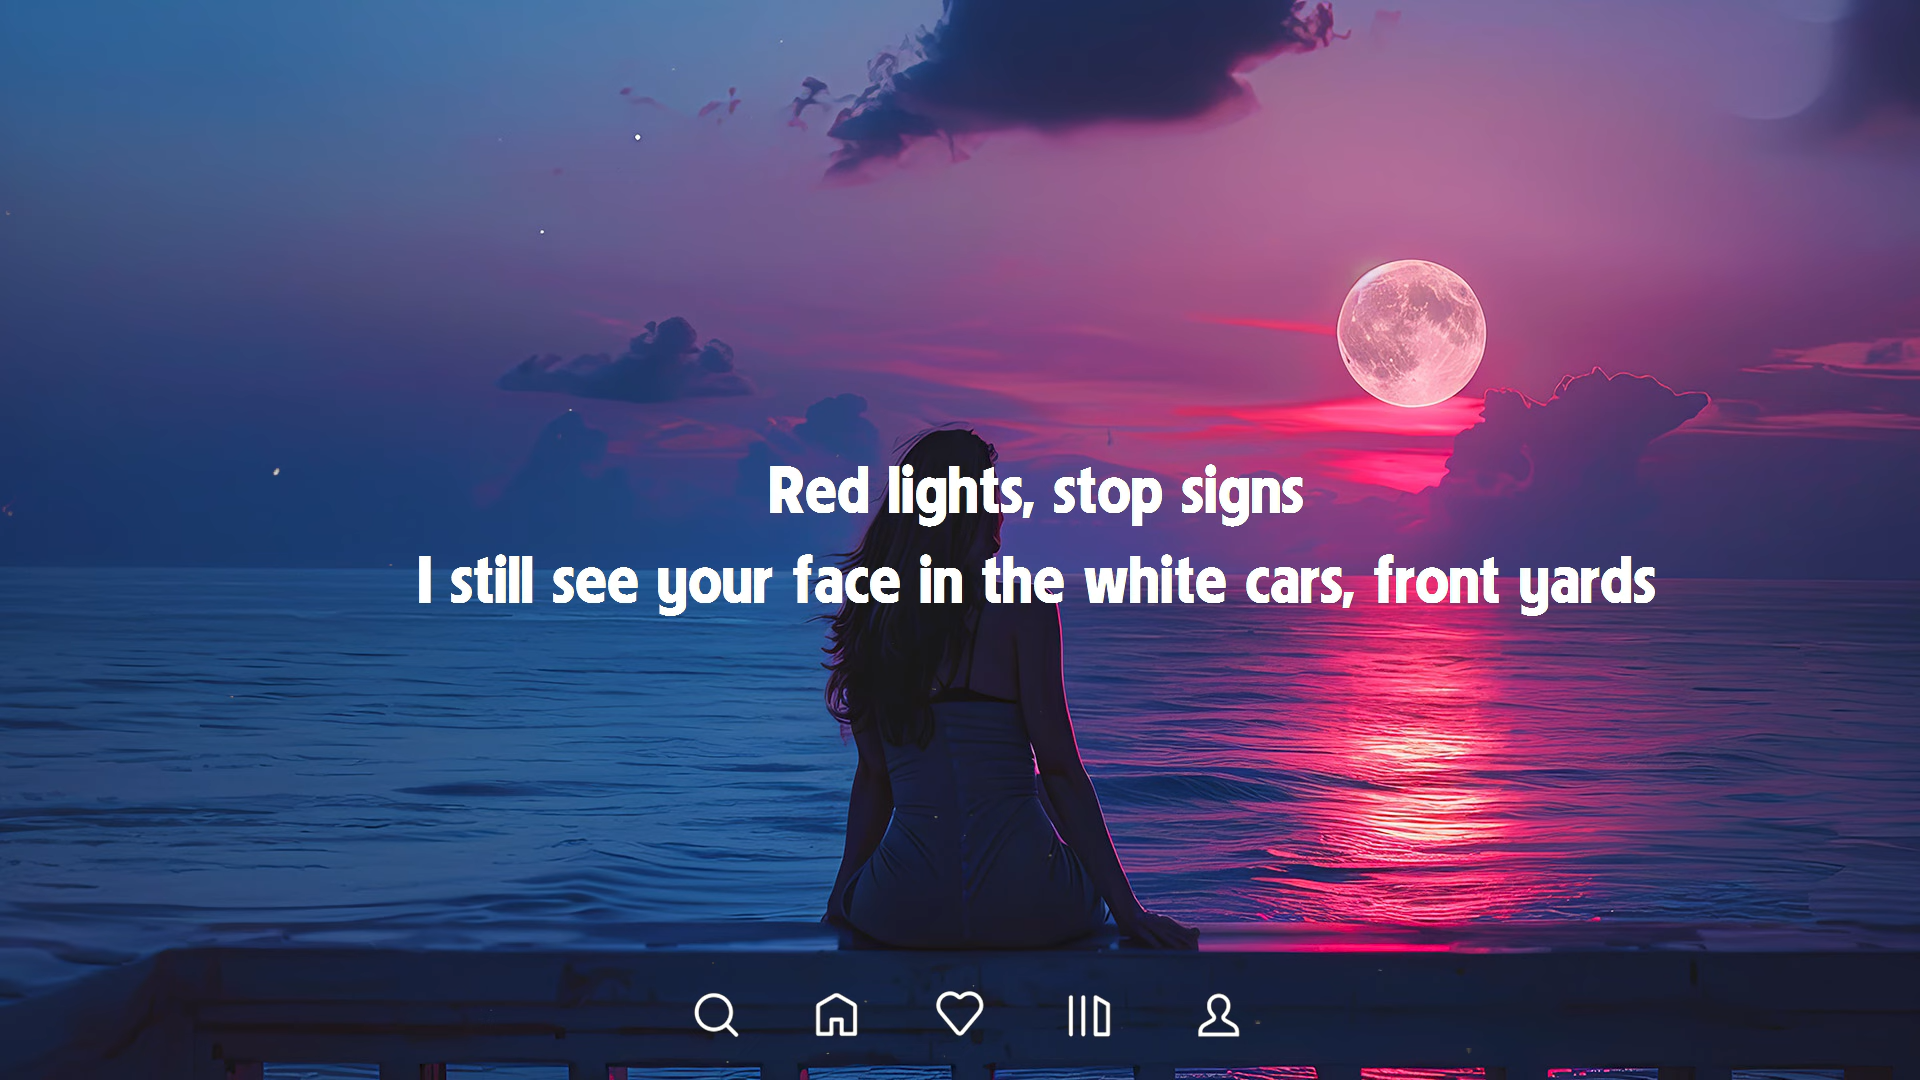 Red lights, stop signs
I still see your face in the white cars, front yards